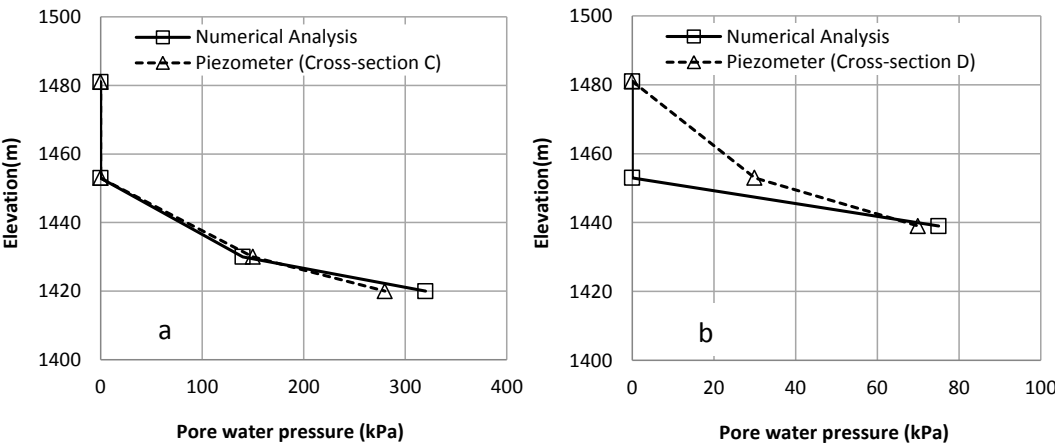 1500
1480
1460
1440
1420
1400
Elevation(m)
Numerical Analysis
Piezometer (Cross-section C)
a
0
100
200
300
400
Pore water pressure (kPa)
1500
1480
1460
1440
1420
1400
Elevation(m)
Numerical Analysis
Piezometer (Cross-section D)
b
0
20
40
60
80
100
Pore water pressure (kPa)